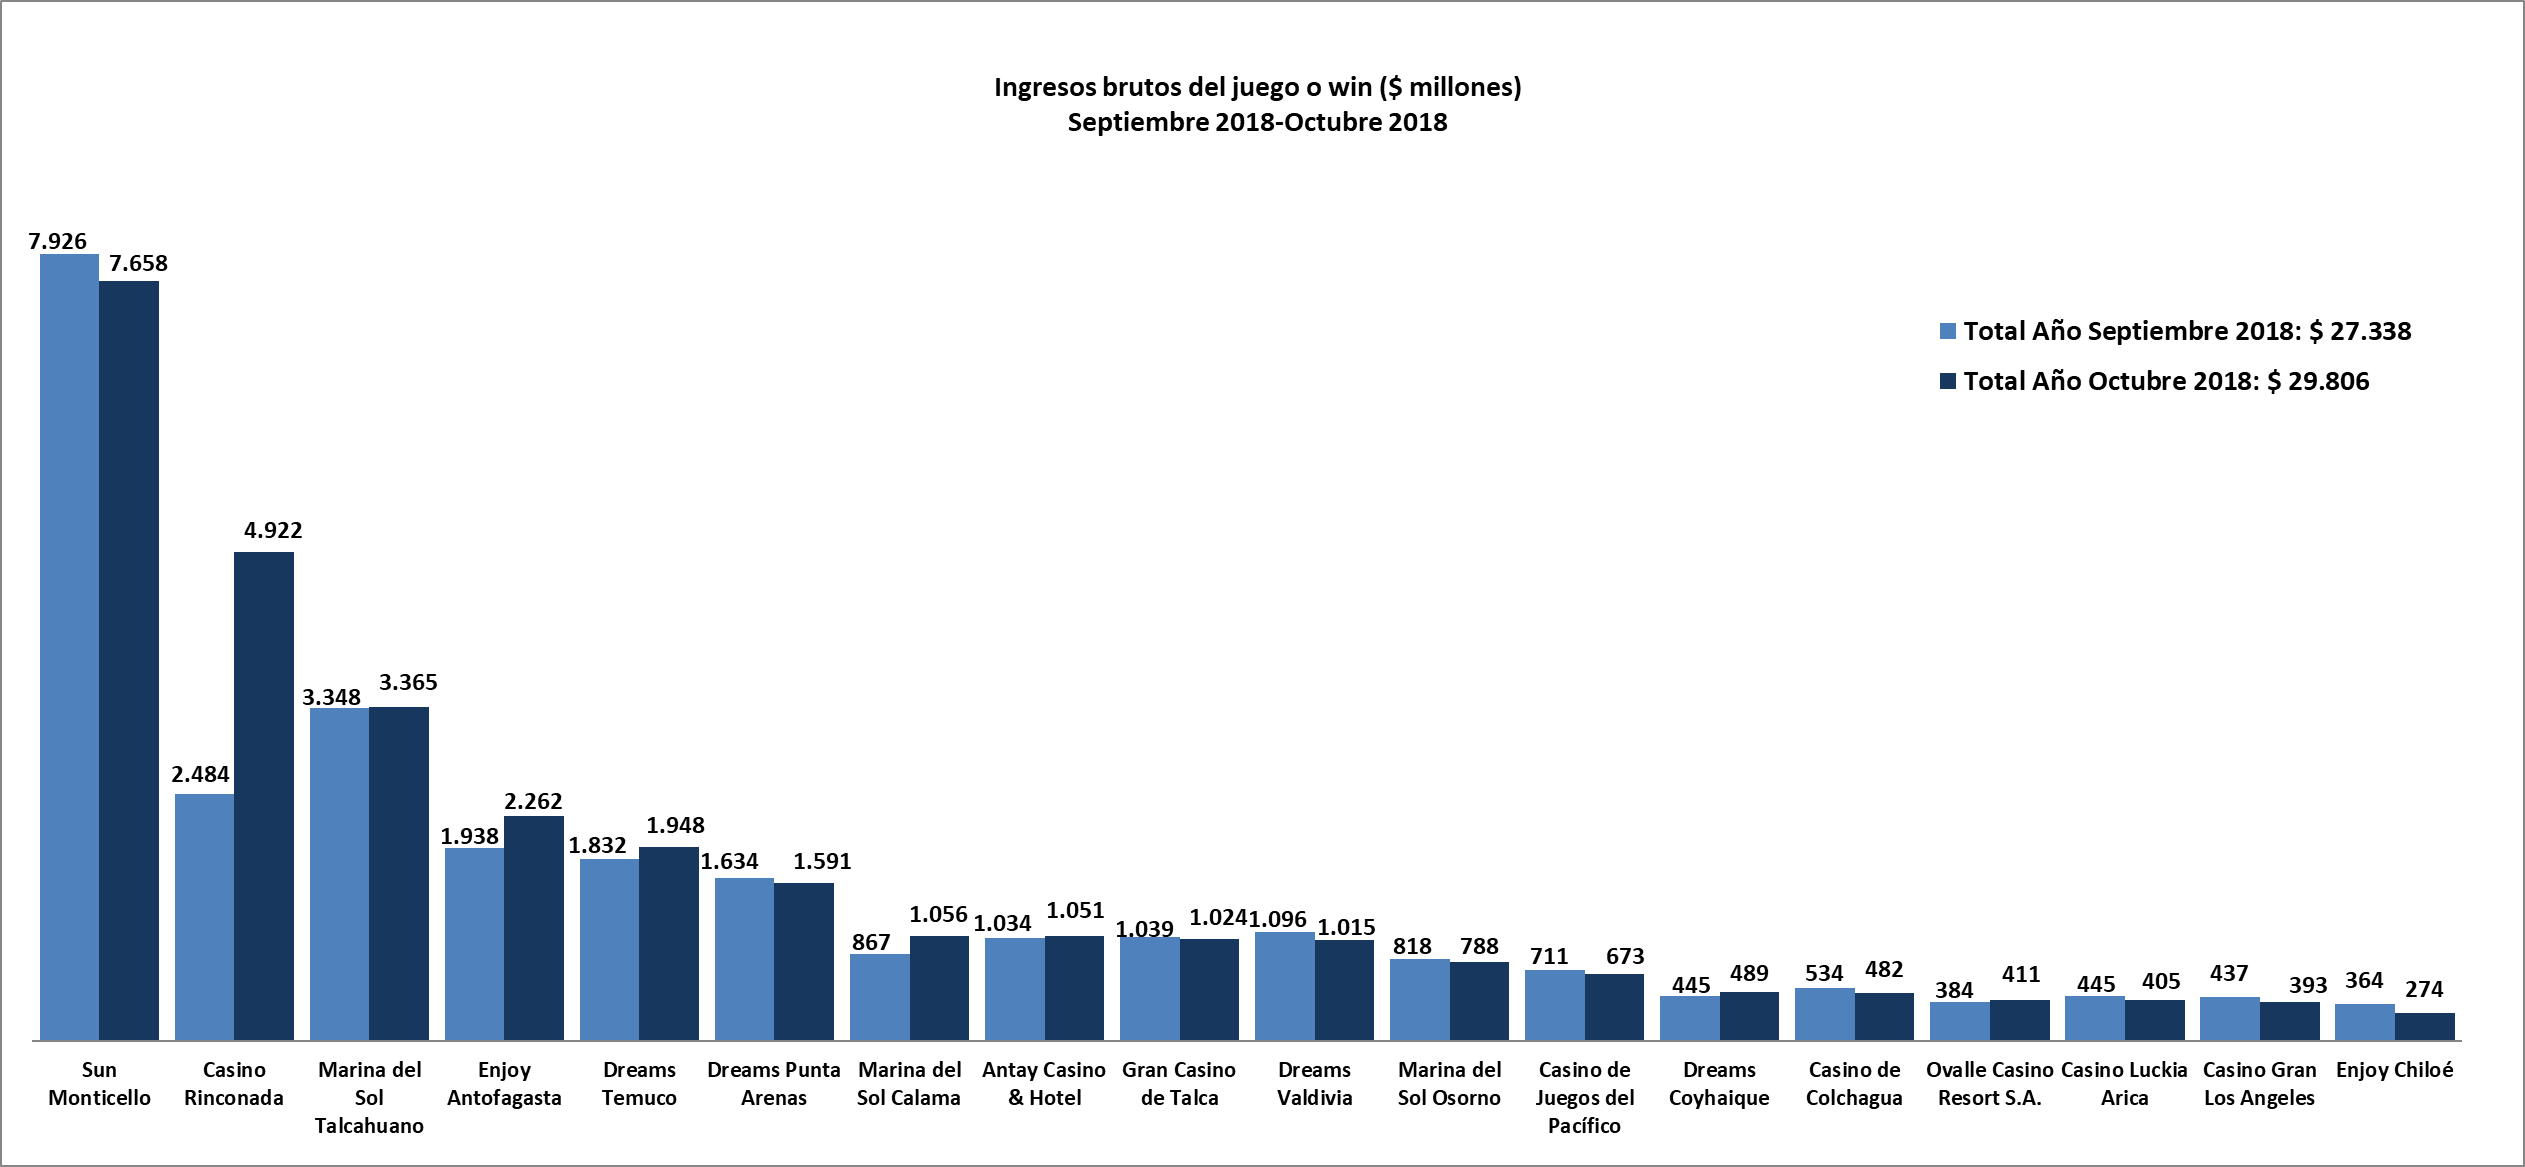 Ingresos brutos del juego o win ($ millones)
Septiembre 2018-Octubre 2018
Total Año Septiembre 2018: $ 27.338
Total Año Octubre 2018: $ 29.806
7.926
7.658
2.484
4.922
3.348
3.365
1.938
2.262
1.832
1.948
1.634
1.591
867
1.056
1.034
1.051
1.039
1.024
1.096
1.015
818
788
711
673
445
489
534
482
384
411
445
405
437
393
364
274
Sun
Monticello
Casino
Rinconada
Marina del
Sol
Talcahuano
Enjoy
Antofagasta
Dreams
Temuco
Dreams Punta
Arenas
Marina del
Sol Calama
Antay Casino
& Hotel
Gran Casino
de Talca
Dreams
Valdivia
Marina del
Sol Osorno
Casino de
Juegos del
Pacífico
Dreams
Coyhaique
Casino de
Colchagua
Ovalle Casino
Resort S.A.
Casino Luckia
Arica
Casino Gran
Los Angeles
Enjoy Chiloé